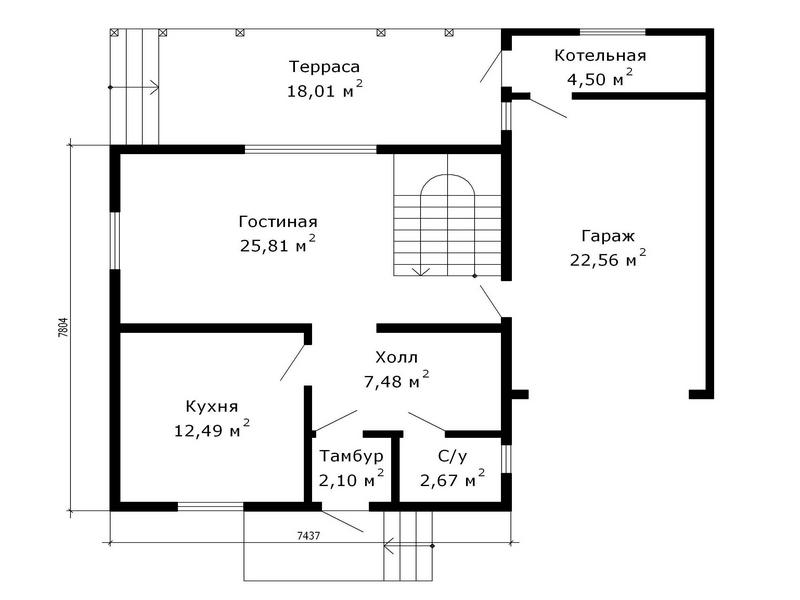 Терраса
18,01 м²
Котельная
4,50 м²
Гостиная
25,81 м²
Гараж
22,56 м²
7804
Холл
7,48 м²
Кухня
12,49 м²
Тамбур
2,10 м²
С/у
2,67 м²
7437